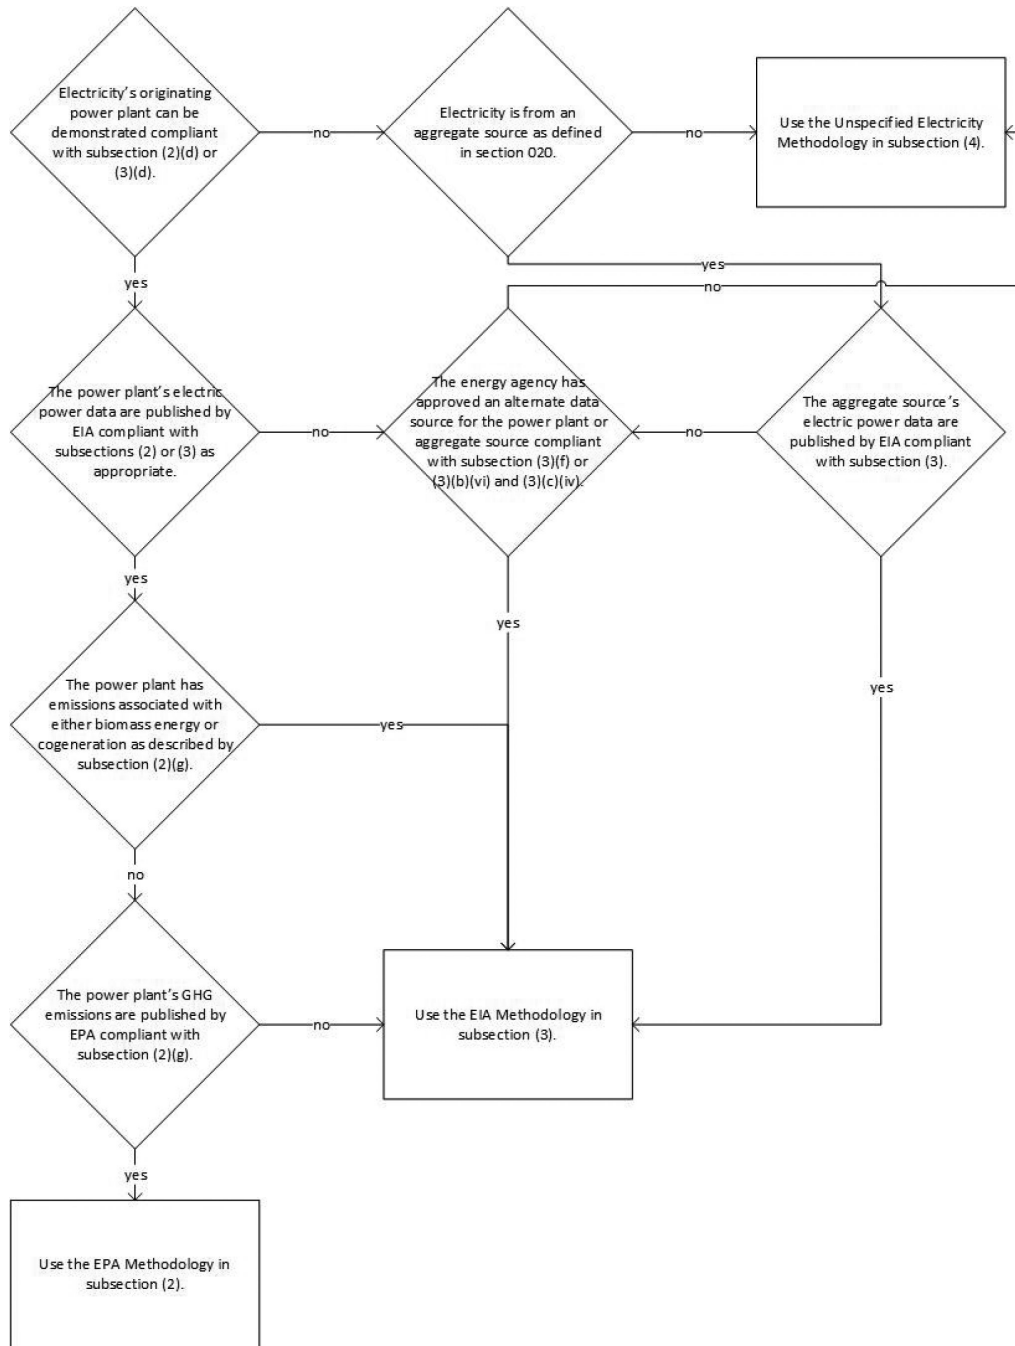 Electricity's originating
power plant can be
demonstrated compliant
with subsection (2)(d) or
(3)(d).
no
Electricity is from an
aggregate source as defined
in section 020.
no
Use the Unspecified Electricity
Methodology in subsection (4).
yes
yes
no
The power plant's electric
power data are published by
EIA compliant with
subsections (2) or (3) as
appropriate.
no
The energy agency has
approved an alternate data
source for the power plant or
aggregate source compliant
with subsection (3)(f) or
(3)(b)(vi) and (3)(c)(iv).
no
The aggregate source's
electric power data are
published by EIA compliant
with subsection (3).
yes
yes
yes
The power plant has
emissions associated with
either biomass energy or
cogeneration as described by
subsection (2)(g).
yes
no
The power plant's GHG
emissions are published by
EPA compliant with
subsection (2)(g).
no
Use the EIA Methodology in
subsection (3).
yes
Use the EPA Methodology in
subsection (2).